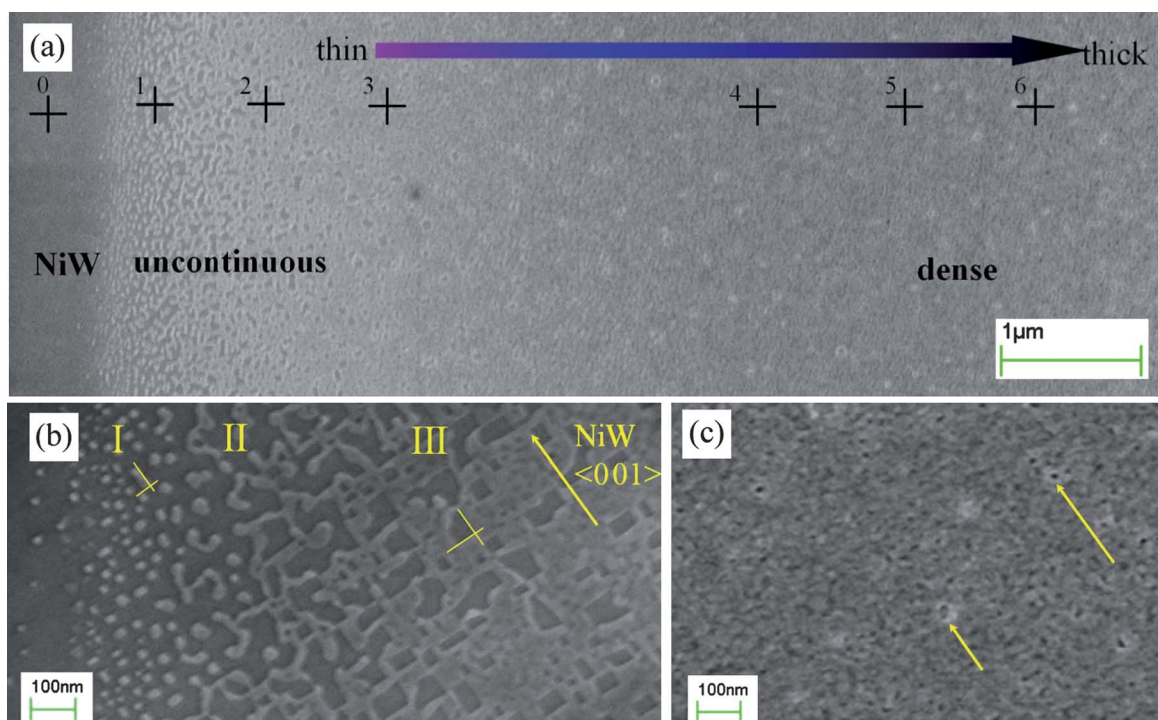 (a)
thin
thick
0
1
2
3
4
5
6
NiW
uncontinuous
dense
1μm
(b)
I
II
III
NiW
<001>
100nm
(c)
100nm